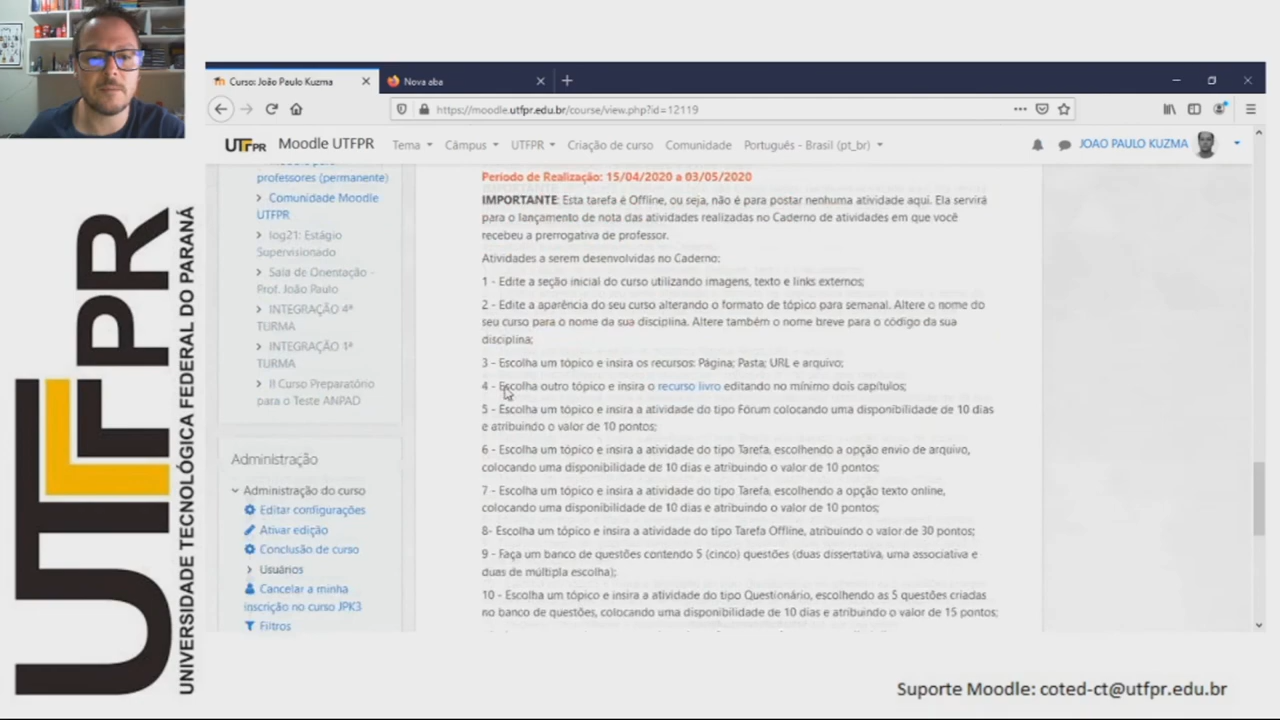 Curso: João Paulo Kuzma
Nova aba
https://moodle.utfpr.edu.br/course/view.php?id=12119
UTFPR
Moodle UTFPR
Tema
Câmpus
UTFPR
Criação de curso
Comunidade
Português - Brasil (pt_br)
JOAO PAULO KUZMA
professores (permanente)
Comunidade Moodle
UTFPR
log21: Estágio
Supervisionado
Sala de Orientação -
Prof. João Paulo
INTEGRAÇÃO 4ª
TURMA
INTEGRAÇÃO 1ª
TURMA
II Curso Preparatório
para o Teste ANPAD
Administração
Administração do curso
Editar configurações
Ativar edição
Conclusão de curso
Usuários
Cancelar a minha
inscrição no curso JPK3
Filtros
Periodo de Realização: 15/04/2020 a 03/05/2020
IMPORTANTE: Esta tarefa é Offline, ou seja, não é para postar nenhuma atividade aqui. Ela servirá
para o lançamento de nota das atividades realizadas no Caderno de atividades em que você
recebeu a prerrogativa de professor.
Atividades a serem desenvolvidas no Caderno:
1 - Edite a seção inicial do curso utilizando imagens, texto e links externos;
2 - Edite a aparência do seu curso alterando o formato de tópico para semanal. Altere o nome do
seu curso para o nome da sua disciplina. Altere também o nome breve para o código da sua
disciplina;
3 - Escolha um tópico e insira os recursos: Página; Pasta; URL e arquivo;
4 - Escolha outro tópico e insira o recurso livro editando no mínimo dois capítulos;
5 - Escolha um tópico e insira a atividade do tipo Fórum colocando uma disponibilidade de 10 dias
e atribuindo o valor de 10 pontos;
6 - Escolha um tópico e insira a atividade do tipo Tarefa, escolhendo a opção envio de arquivo,
colocando uma disponibilidade de 10 dias e atribuindo o valor de 10 pontos;
7 - Escolha um tópico e insira a atividade do tipo Tarefa, escolhendo a opção texto online,
colocando uma disponibilidade de 10 dias e atribuindo o valor de 10 pontos;
8- Escolha um tópico e insira a atividade do tipo Tarefa Offline, atribuindo o valor de 30 pontos;
9 - Faça um banco de questões contendo 5 (cinco) questões (duas dissertativa, uma associativa e
duas de múltipla escolha);
10 - Escolha um tópico e insira a atividade do tipo Questionário, escolhendo as 5 questões criadas
no banco de questões, colocando uma disponibilidade de 10 dias e atribuindo o valor de 15 pontos;
UTFPR
UNIVERSIDADE TECNOLÓGICA FEDERAL DO PARANÁ
Suporte Moodle: coted-ct@utfpr.edu.br